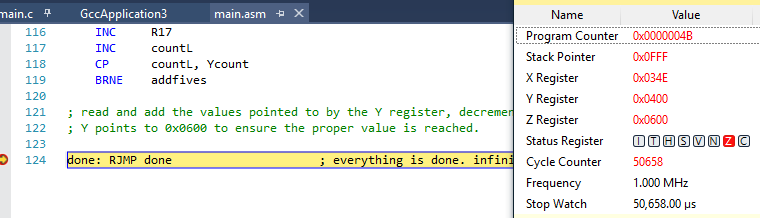 main.c GccApplication3 main.asm
116 INC R17
117 INC countL
118 CP countL, Ycount
119 BRNE addfives
120
121 ; read and add the values pointed to by the Y register, decremen
122 ; Y points to 0x0600 to ensure the proper value is reached.
123
124 done: RJMP done ; everything is done. infini
Name Value
Program Counter 0x0000004B
Stack Pointer 0x0FFF
X Register 0x034E
Y Register 0x0400
Z Register 0x0600
Status Register I T H S V N Z C
Cycle Counter 50658
Frequency 1.000 MHz
Stop Watch 50,658.00 µs